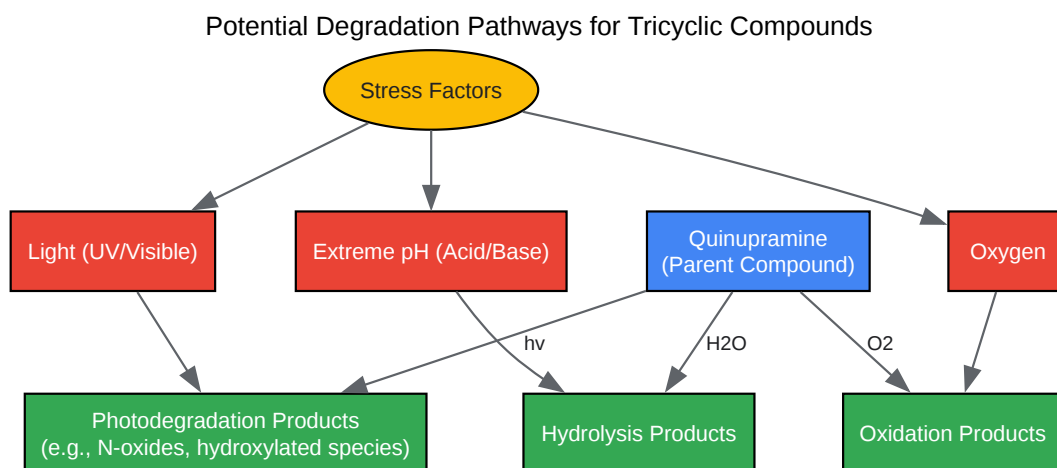 Potential Degradation Pathways for Tricyclic Compounds
Stress Factors
Light (UV/Visible)
Extreme pH (Acid/Base)
Quinupramine
(Parent Compound)
Oxygen
hv
H2O
O2
Photodegradation Products
(e.g., N-oxides, hydroxylated species)
Hydrolysis Products
Oxidation Products